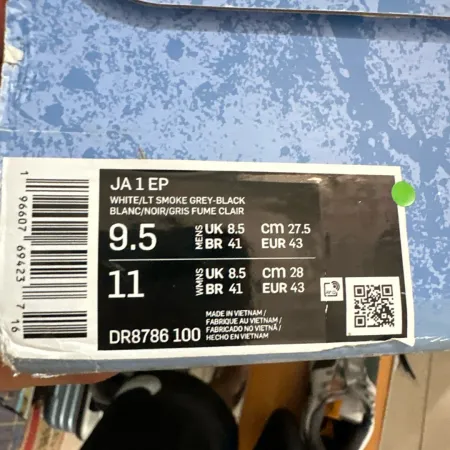 JA 1 EP
WHITE/LT SMOKE GREY-BLACK
BLANC/NOIR/GRIS FUME CLAIR
9.5 MENS UK 8.5 CM 27.5
BR 41 EUR 43
11 WMNS UK 8.5 CM 28
BR 41 EUR 43
DR8786 100
MADE IN VIETNAM /
FABRIQUE AU VIETNAM /
FABRICADO NO VIETNÃ /
HECHO EN VIETNAM
1 96607 69423 7 16